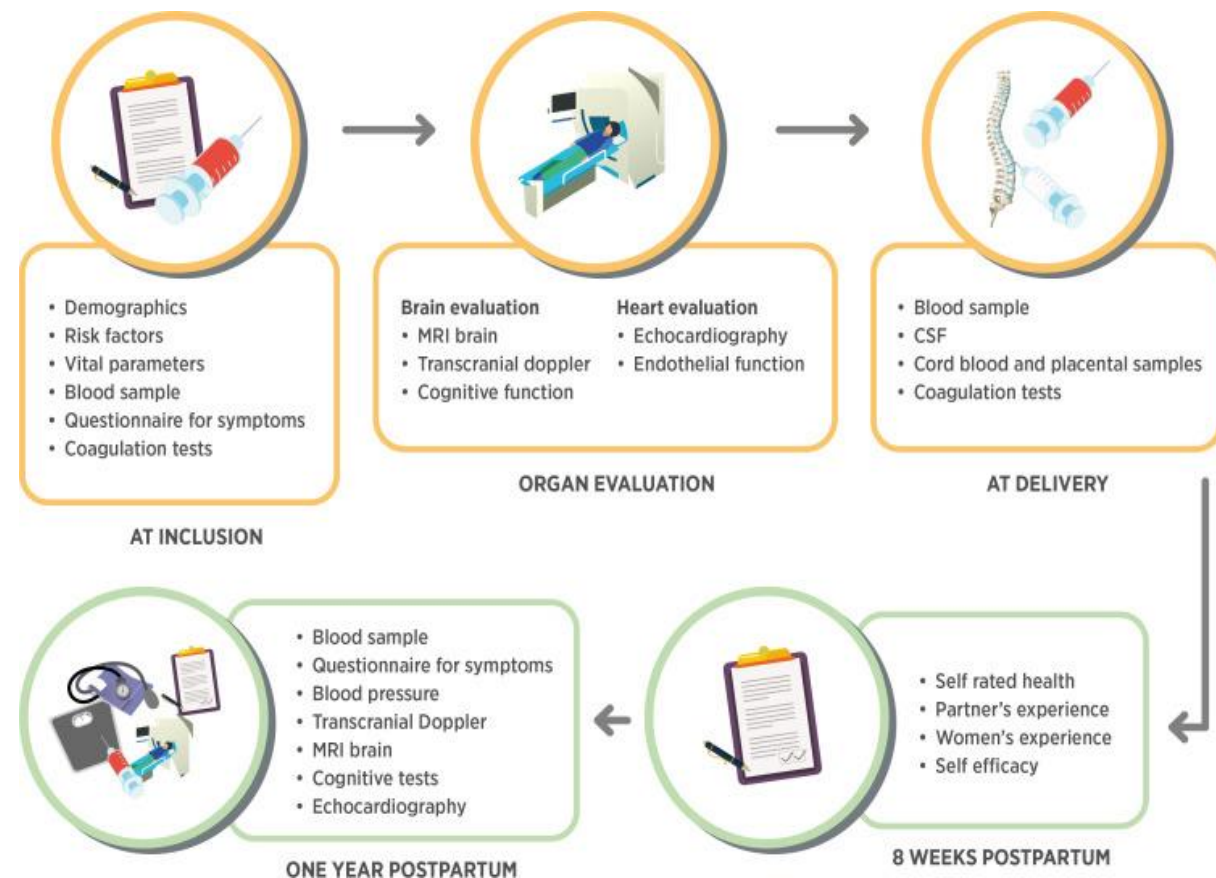 • Demographics
• Risk factors
• Vital parameters
• Blood sample
• Questionnaire for symptoms
• Coagulation tests
AT INCLUSION
Brain evaluation
• MRI brain
• Transcranial doppler
• Cognitive function
Heart evaluation
• Echocardiography
• Endothelial function
ORGAN EVALUATION
• Blood sample
• CSF
• Cord blood and placental samples
• Coagulation tests
AT DELIVERY
• Self rated health
• Partner's experience
• Women's experience
• Self efficacy
8 WEEKS POSTPARTUM
• Blood sample
• Questionnaire for symptoms
• Blood pressure
• Transcranial Doppler
• MRI brain
• Cognitive tests
• Echocardiography
ONE YEAR POSTPARTUM